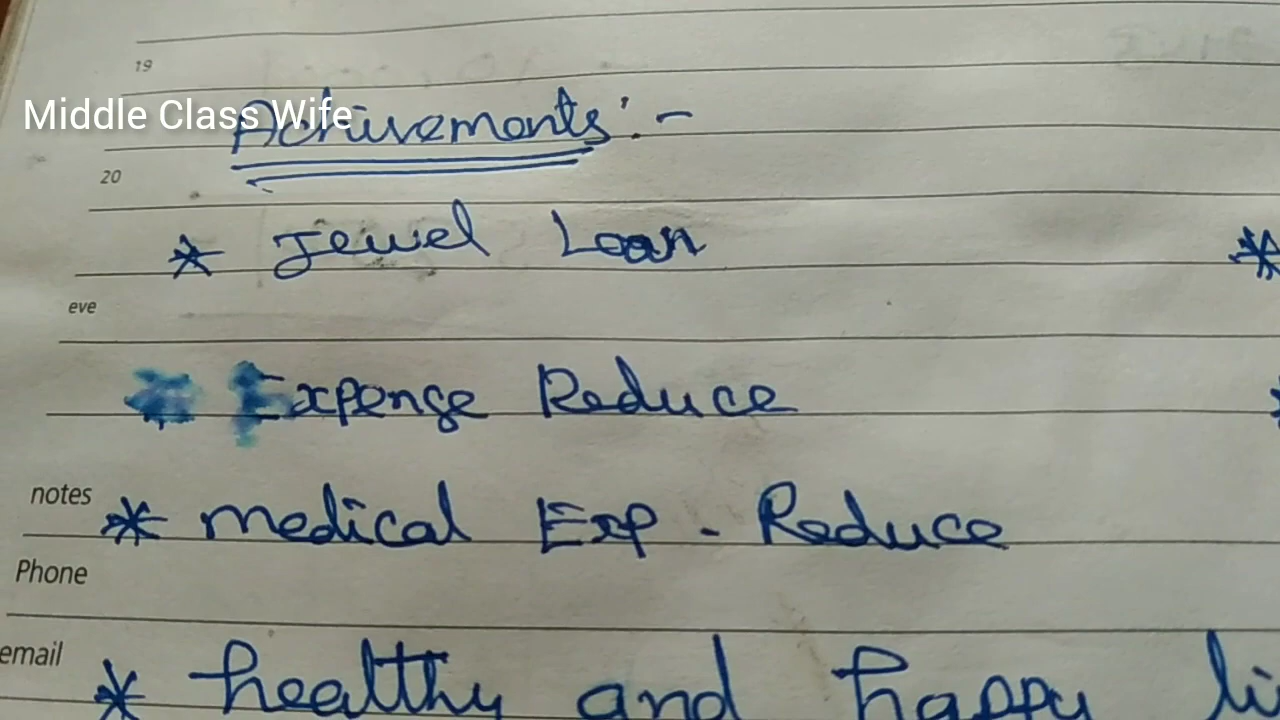 19
Middle Class Wife
Achivements :-
20
* Jewel Loan
*
eve
* Expense Reduce
notes
* Medical Exp - Reduce
Phone
email
* healthy and happy